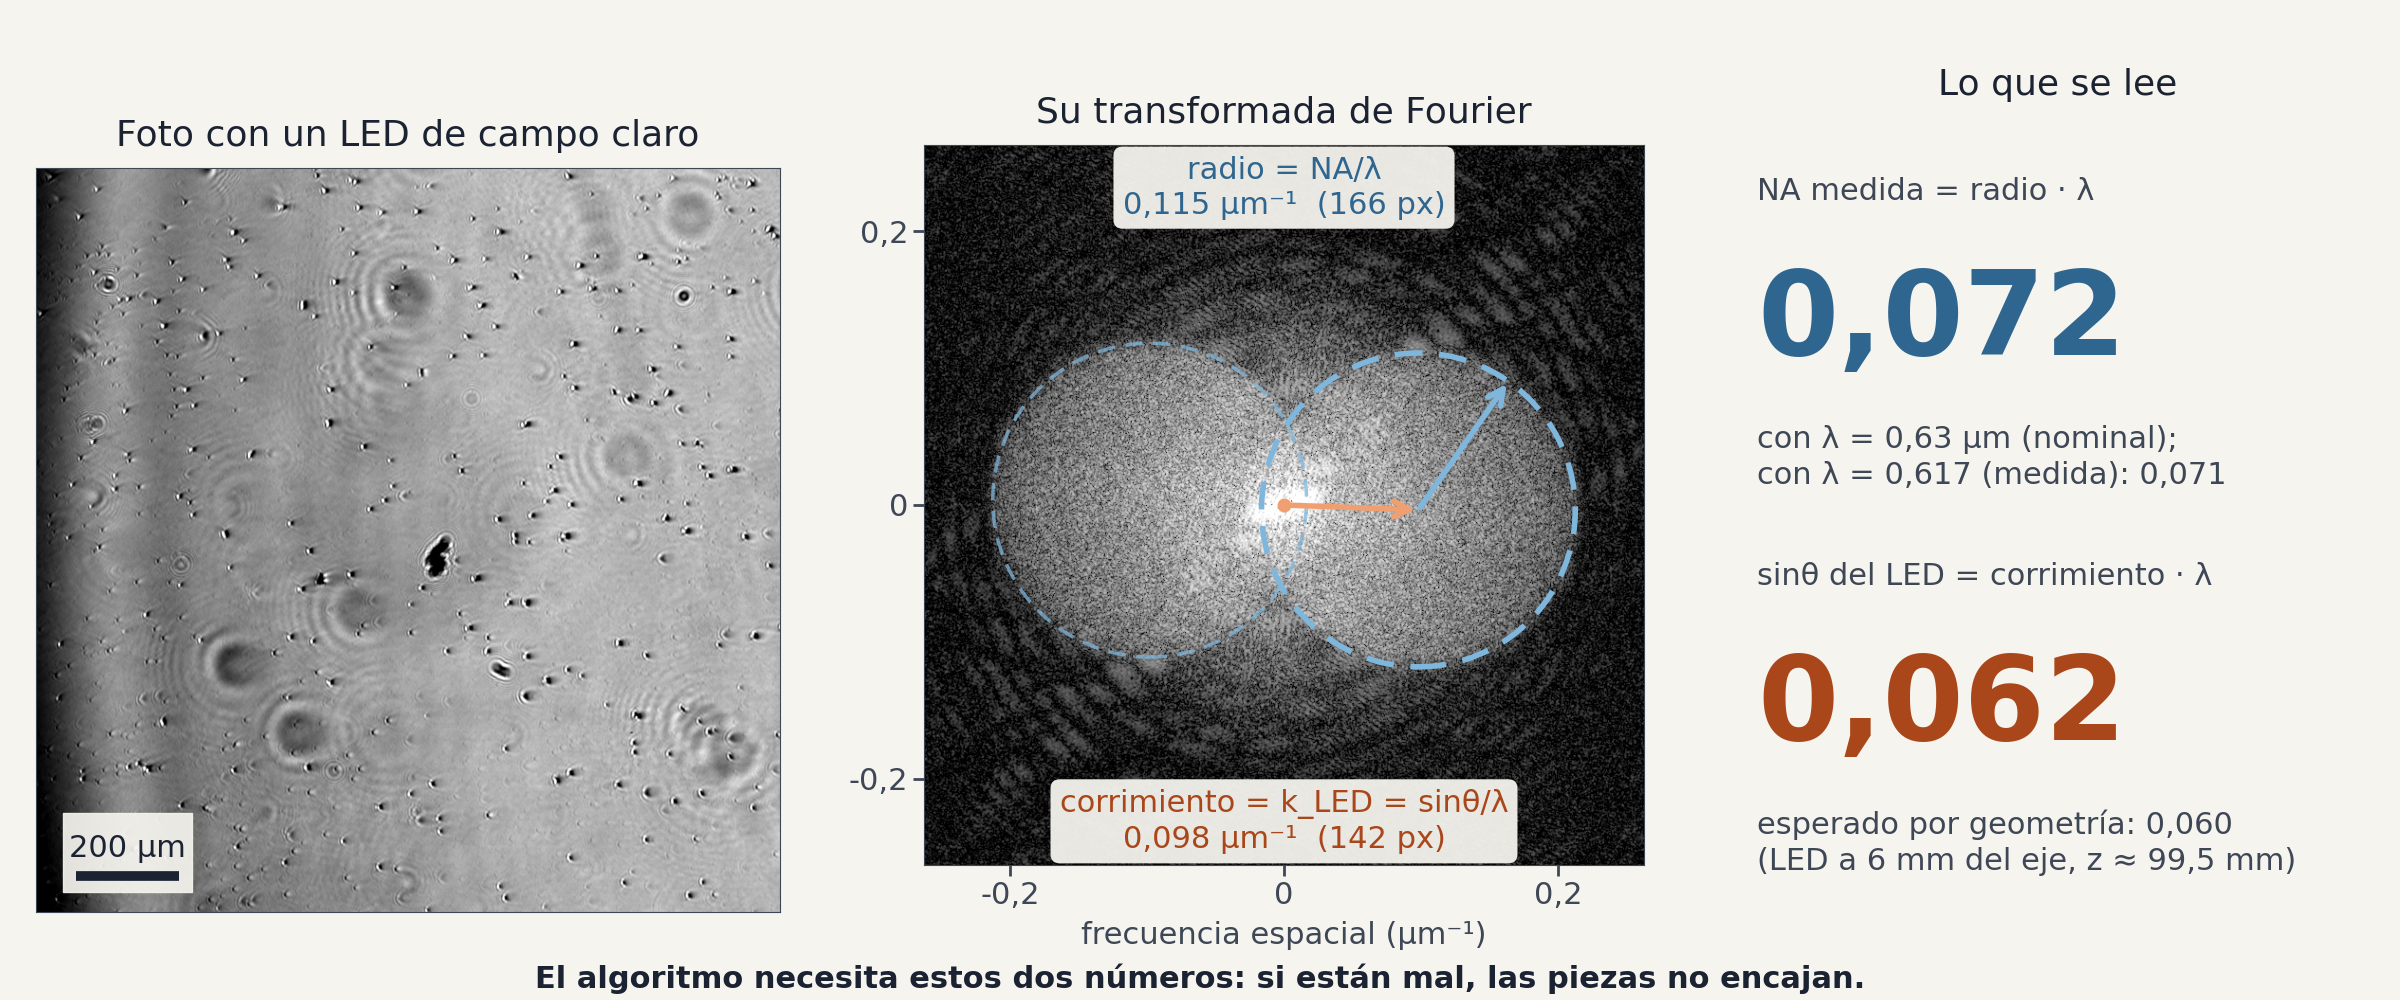 Foto con un LED de campo claro
200 µm
Su transformada de Fourier
radio = NA/λ
0,115 µm⁻¹  (166 px)
0,2
0
-0,2
corrimiento = k_LED = sinθ/λ
0,098 µm⁻¹  (142 px)
-0,2
0
0,2
frecuencia espacial (µm⁻¹)
Lo que se lee
NA medida = radio · λ
0,072
con λ = 0,63 µm (nominal);
con λ = 0,617 (medida): 0,071
sinθ del LED = corrimiento · λ
0,062
esperado por geometría: 0,060
(LED a 6 mm del eje, z ≈ 99,5 mm)
El algoritmo necesita estos dos números: si están mal, las piezas no encajan.